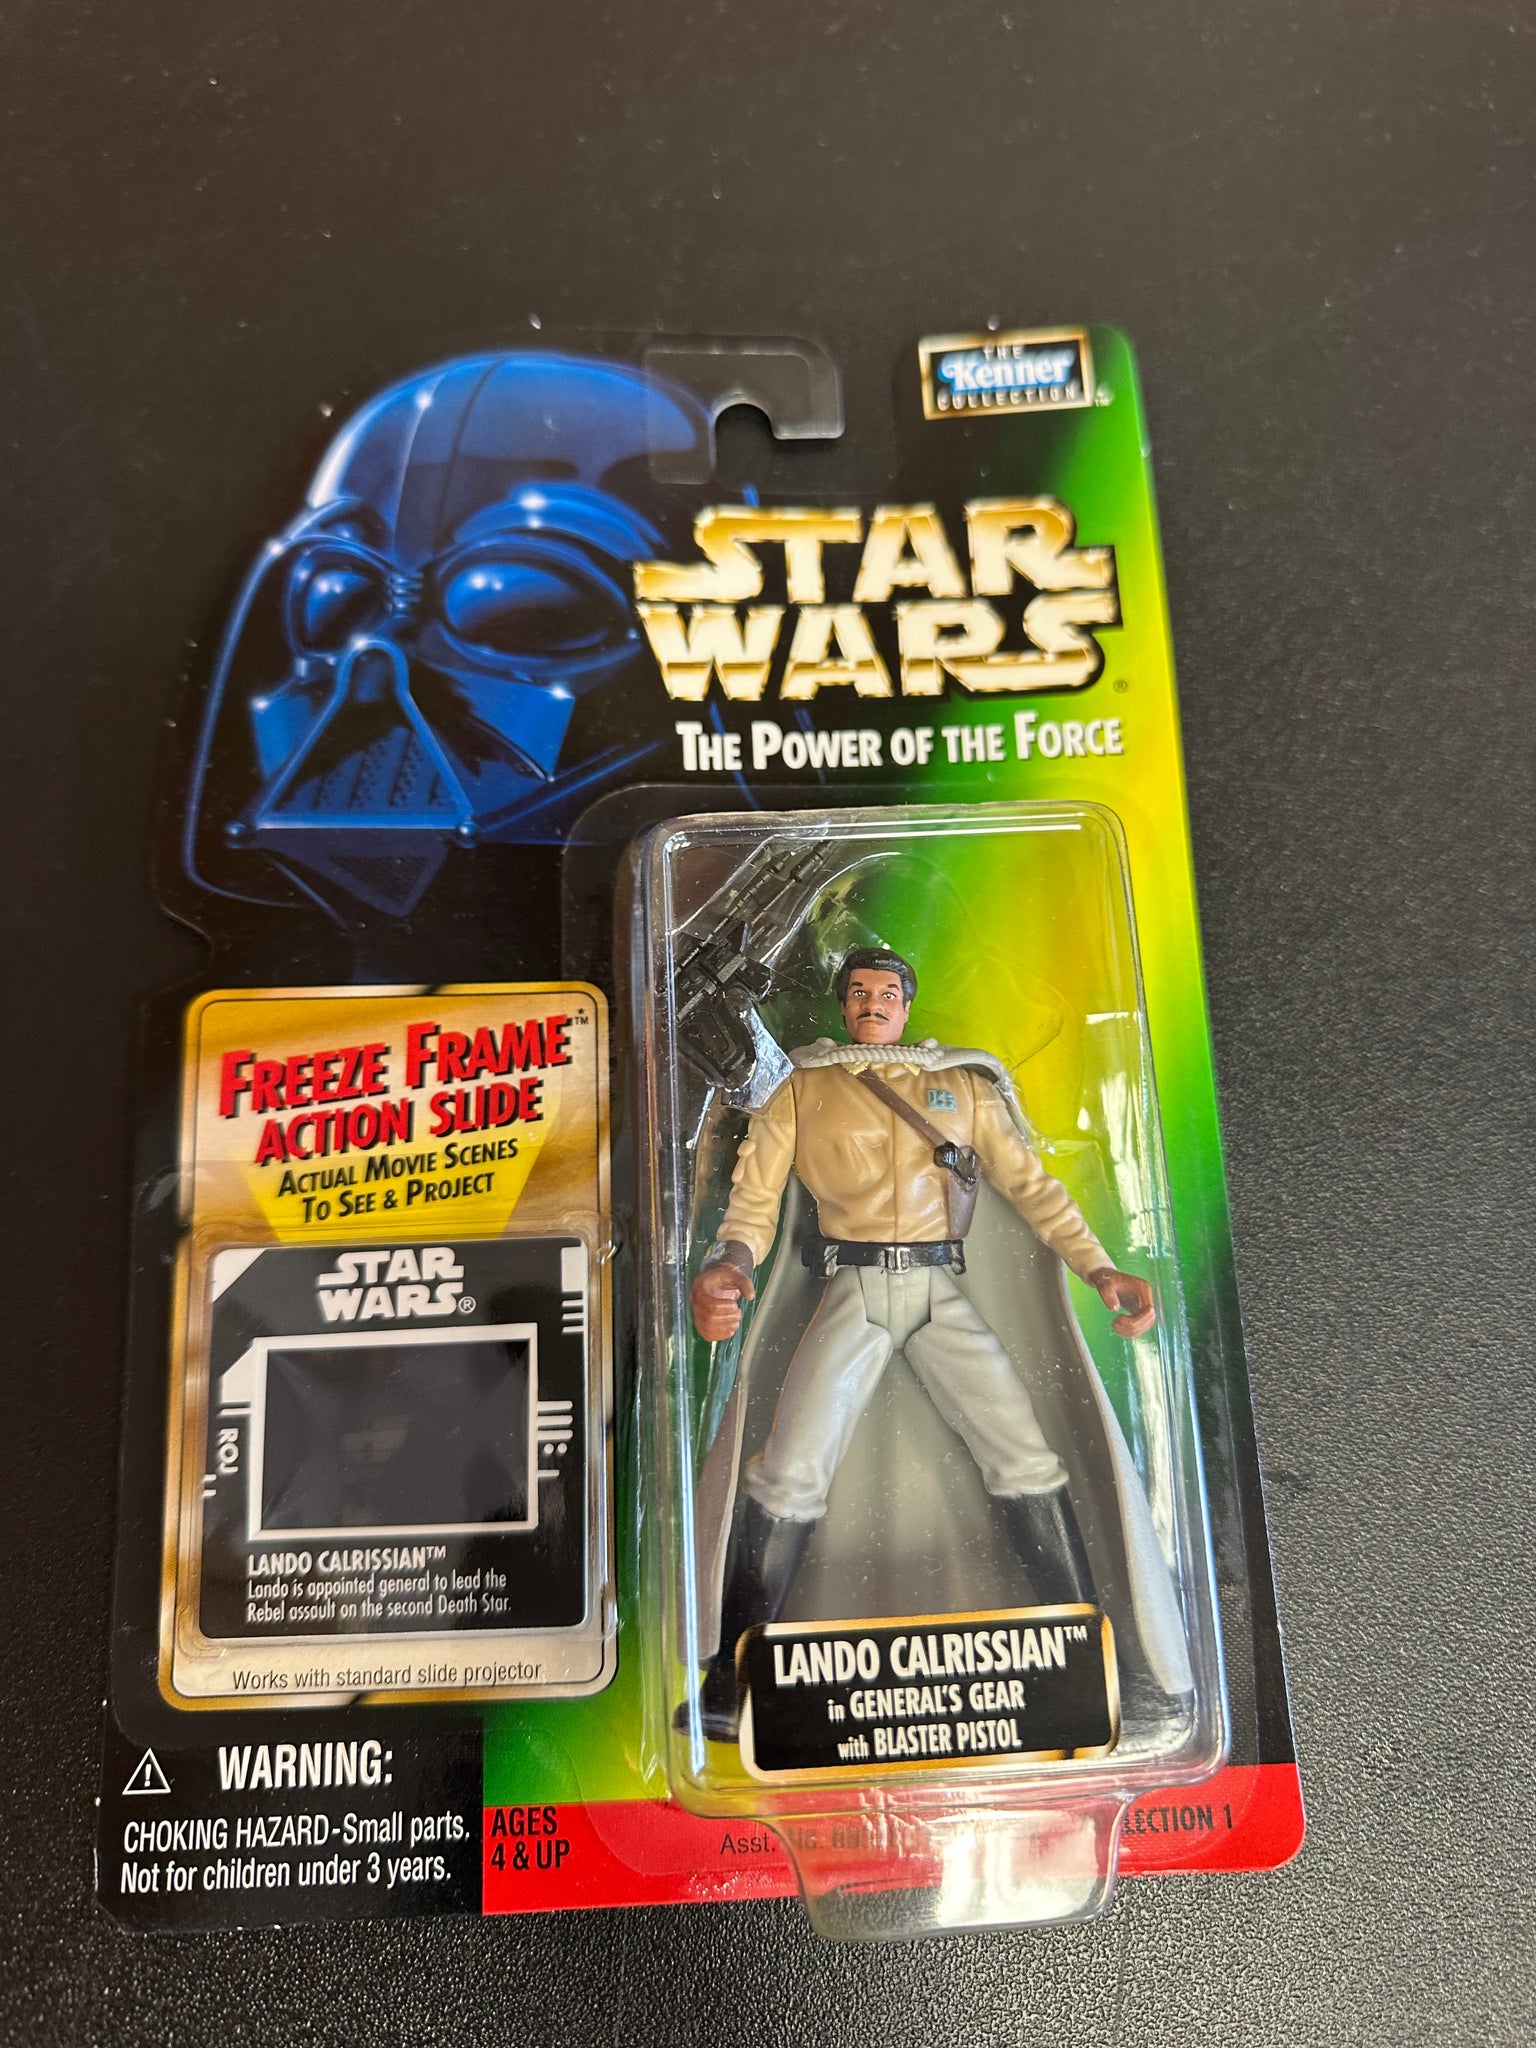 THE
Kenner
COLLECTION
STAR
WARS®
THE POWER OF THE FORCE
FREEZE FRAME™
ACTION SLIDE
ACTUAL MOVIE SCENES
TO SEE & PROJECT
STAR
WARS®
ROJ
LANDO CALRISSIAN™
Lando is appointed general to lead the
Rebel assault on the second Death Star.
Works with standard slide projector
LANDO CALRISSIAN™
in GENERAL'S GEAR
with BLASTER PISTOL
WARNING:
CHOKING HAZARD-Small parts.
Not for children under 3 years.
AGES
4 & UP
Asst.
LECTION 1